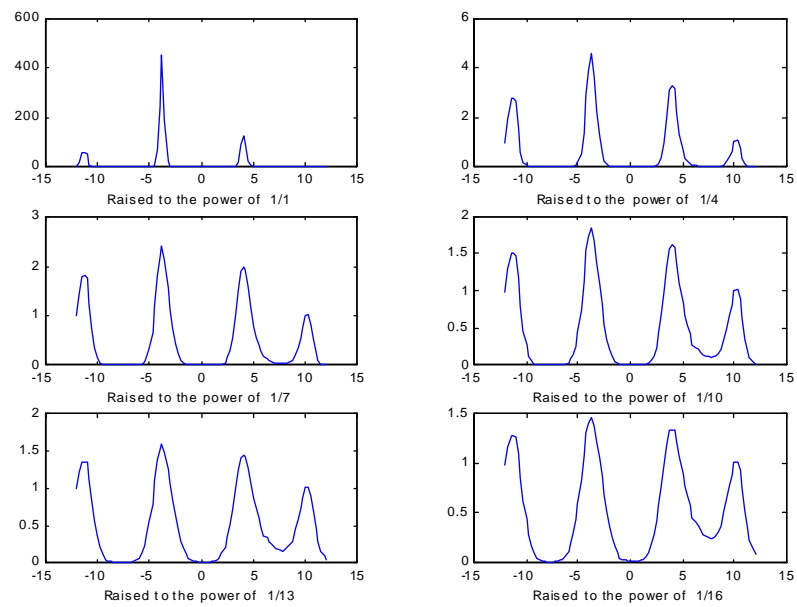 600
400
200
0
-15 -10 -5 0 5 10 15
Raised to the power of 1/1
6
4
2
0
-15 -10 -5 0 5 10 15
Raised to the power of 1/4
3
2
1
0
-15 -10 -5 0 5 10 15
Raised to the power of 1/7
2
1.5
1
0.5
0
-15 -10 -5 0 5 10 15
Raised to the power of 1/10
2
1.5
1
0.5
0
-15 -10 -5 0 5 10 15
Raised to the power of 1/13
1.5
1
0.5
0
-15 -10 -5 0 5 10 15
Raised to the power of 1/16